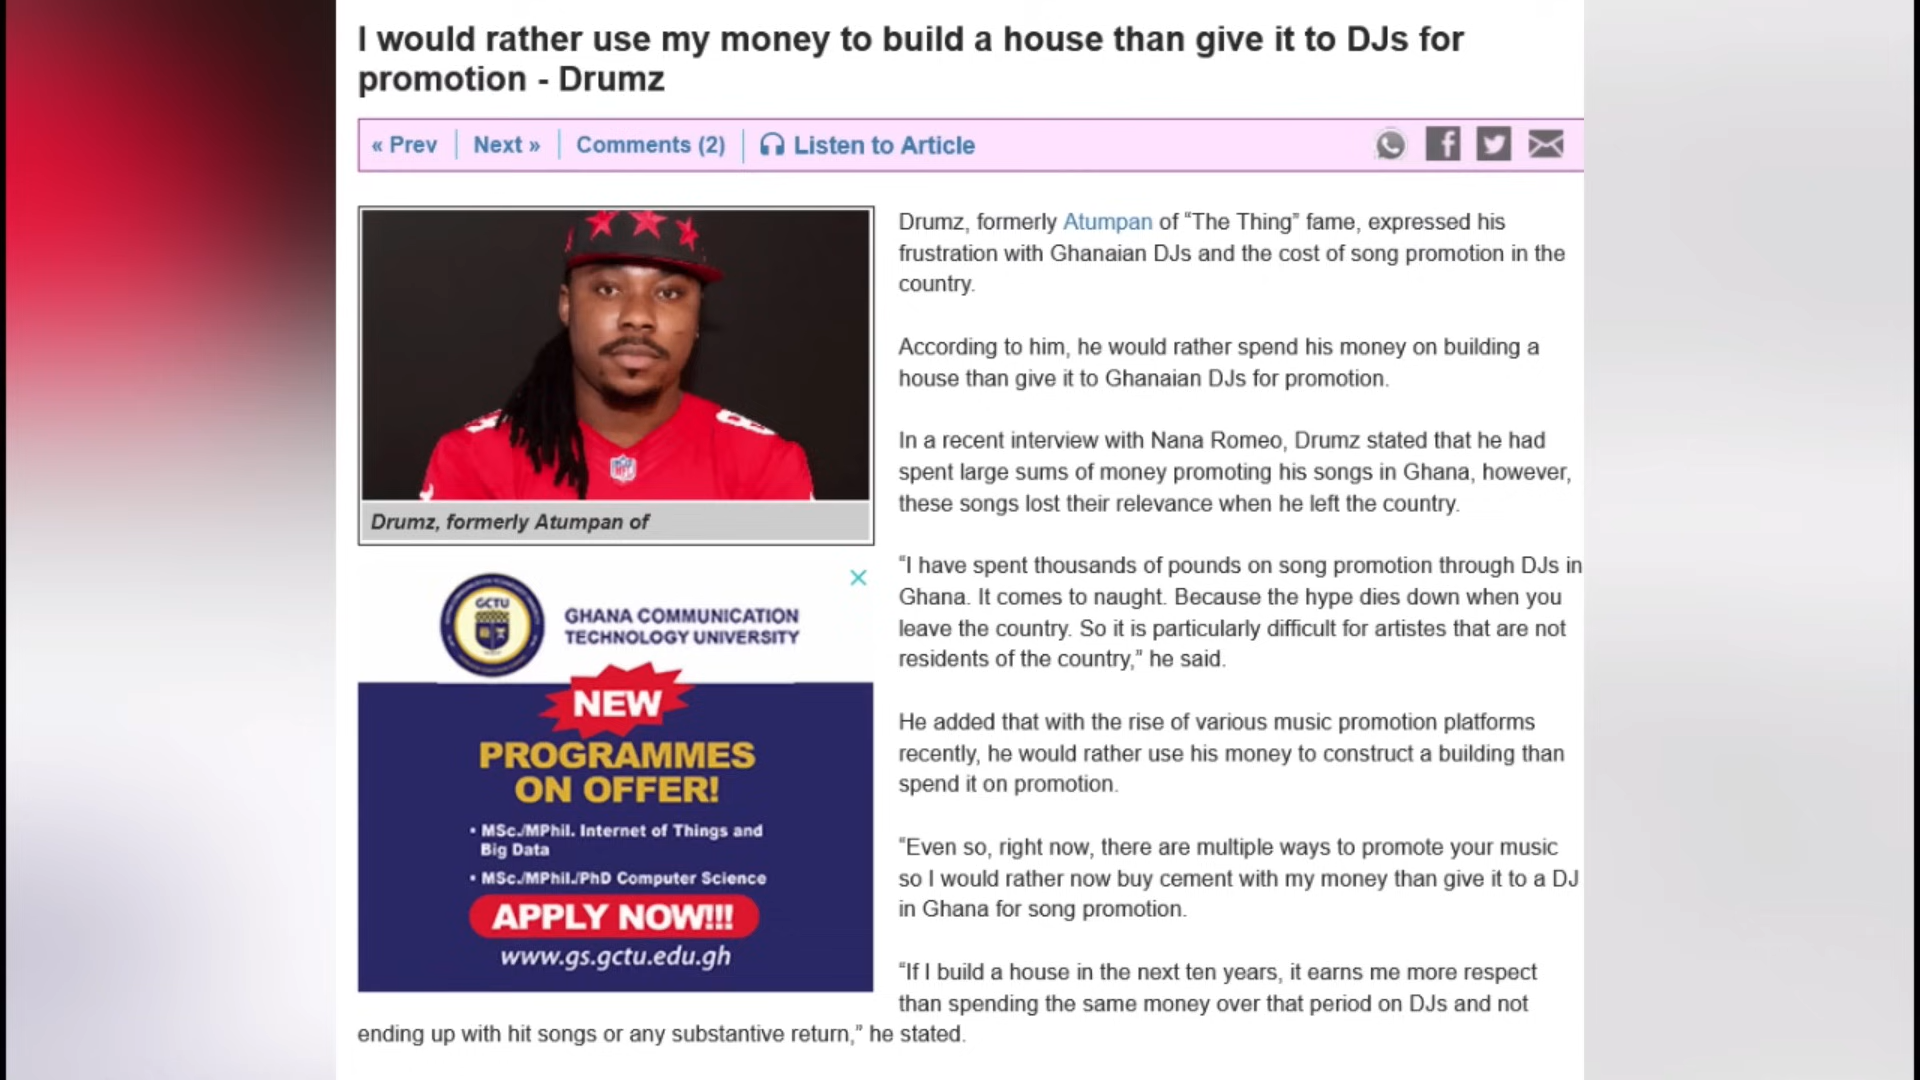 I would rather use my money to build a house than give it to DJs for
promotion - Drumz
« Prev
Next »
Comments (2)
Listen to Article
Drumz, formerly Atumpan of
Drumz, formerly Atumpan of “The Thing” fame, expressed his
frustration with Ghanaian DJs and the cost of song promotion in the
country.
According to him, he would rather spend his money on building a
house than give it to Ghanaian DJs for promotion.
In a recent interview with Nana Romeo, Drumz stated that he had
spent large sums of money promoting his songs in Ghana, however,
these songs lost their relevance when he left the country.
“I have spent thousands of pounds on song promotion through DJs in
Ghana. It comes to naught. Because the hype dies down when you
leave the country. So it is particularly difficult for artistes that are not
residents of the country,” he said.
He added that with the rise of various music promotion platforms
recently, he would rather use his money to construct a building than
spend it on promotion.
“Even so, right now, there are multiple ways to promote your music
so I would rather now buy cement with my money than give it to a DJ
in Ghana for song promotion.
“If I build a house in the next ten years, it earns me more respect
than spending the same money over that period on DJs and not
ending up with hit songs or any substantive return,” he stated.
GCTU
GHANA COMMUNICATION
TECHNOLOGY UNIVERSITY
NEW
PROGRAMMES
ON OFFER!
• MSc./MPhil. Internet of Things and
Big Data
• MSc./MPhil./PhD Computer Science
APPLY NOW!!!
www.gs.gctu.edu.gh